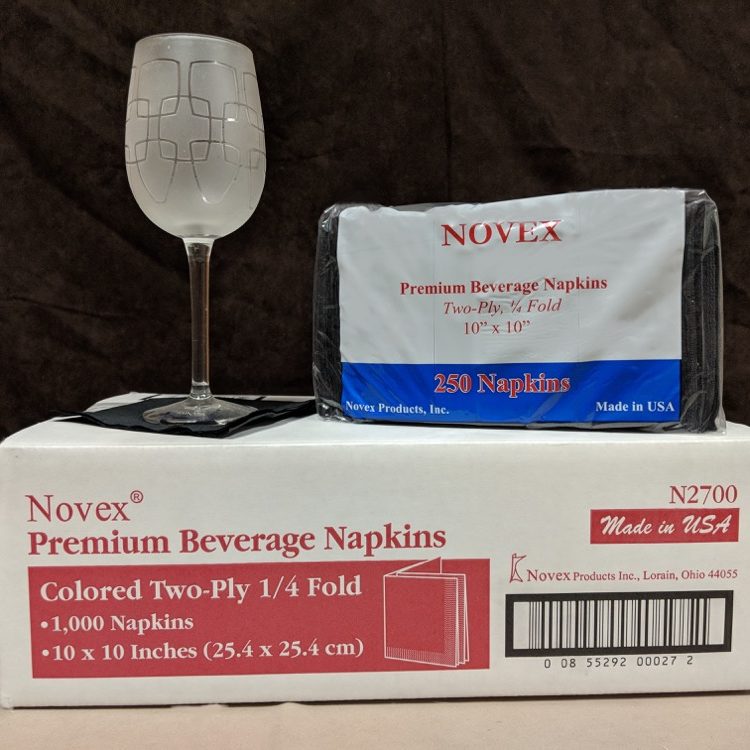 NOVEX
Premium Beverage Napkins
Two-Ply, ¼ Fold
10” x 10”
250 Napkins
Novex Products, Inc.
Made in USA
Novex®
Premium Beverage Napkins
Colored Two-Ply 1/4 Fold
•1,000 Napkins
•10 x 10 Inches (25.4 x 25.4 cm)
N2700
Made in USA
Novex Products Inc., Lorain, Ohio 44055
0 08 55292 00027 2